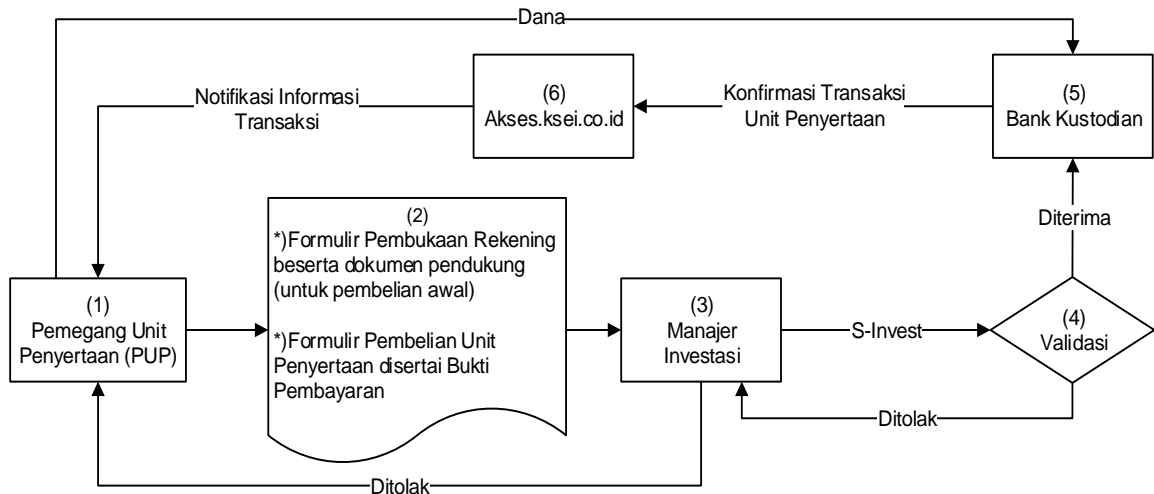 Dana
(6)
Akses.ksei.co.id
Notifikasi Informasi
Transaksi
Konfirmasi Transaksi
Unit Penyertaan
(5)
Bank Kustodian
(2)
*)Formulir Pembukaan Rekening
beserta dokumen pendukung
(untuk pembelian awal)
*)Formulir Pembelian Unit
Penyertaan disertai Bukti
Pembayaran
Diterima
(1)
Pemegang Unit
Penyertaan (PUP)
(3)
Manajer
Investasi
S-Invest
(4)
Validasi
Ditolak
Ditolak